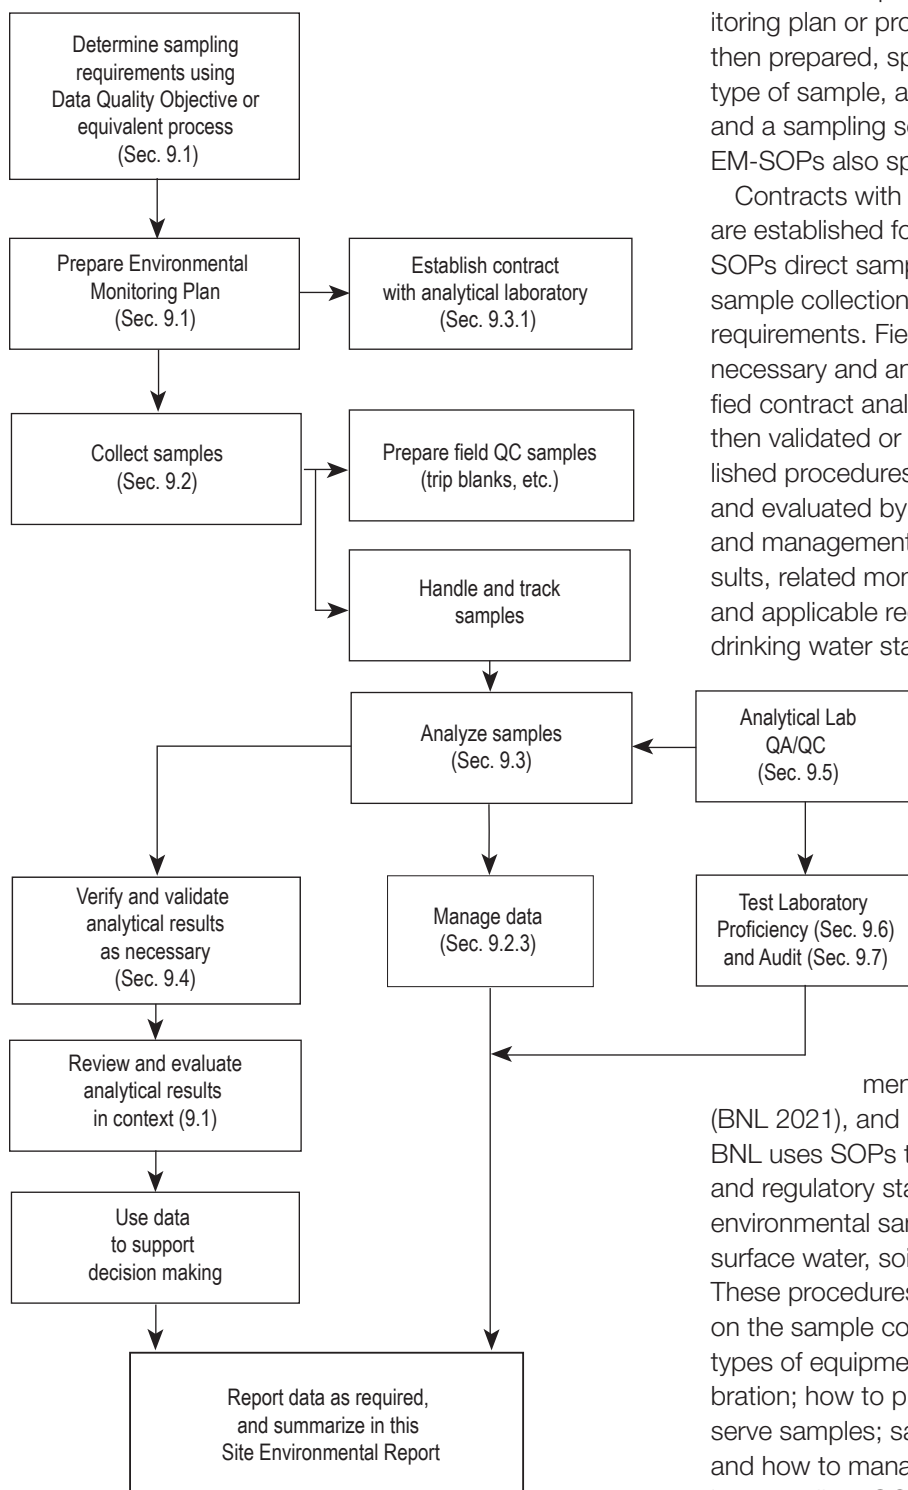 Determine sampling
requirements using
Data Quality Objective or
equivalent process
(Sec. 9.1)
Prepare Environmental
Monitoring Plan
(Sec. 9.1)
Establish contract
with analytical laboratory
(Sec. 9.3.1)
Collect samples
(Sec. 9.2)
Prepare field QC samples
(trip blanks, etc.)
Handle and track
samples
Analyze samples
(Sec. 9.3)
Analytical Lab
QA/QC
(Sec. 9.5)
Verify and validate
analytical results
as necessary
(Sec. 9.4)
Manage data
(Sec. 9.2.3)
Test Laboratory
Proficiency (Sec. 9.6)
and Audit (Sec. 9.7)
Review and evaluate
analytical results
in context (9.1)
Use data
to support
decision making
Report data as required,
and summarize in this
Site Environmental Report
itoring plan or pro
then prepared, sp
type of sample, a
and a sampling s
EM-SOPs also sp
Contracts with
are established fo
SOPs direct samp
sample collection
requirements. Fie
necessary and an
fied contract anal
then validated or
lished procedures
and evaluated by
and management
sults, related mon
and applicable re
drinking water sta
men
(BNL 2021), and
BNL uses SOPs t
and regulatory sta
environmental sar
surface water, soi
These procedures
on the sample co
types of equipme
bration; how to p
serve samples; sa
and how to mana